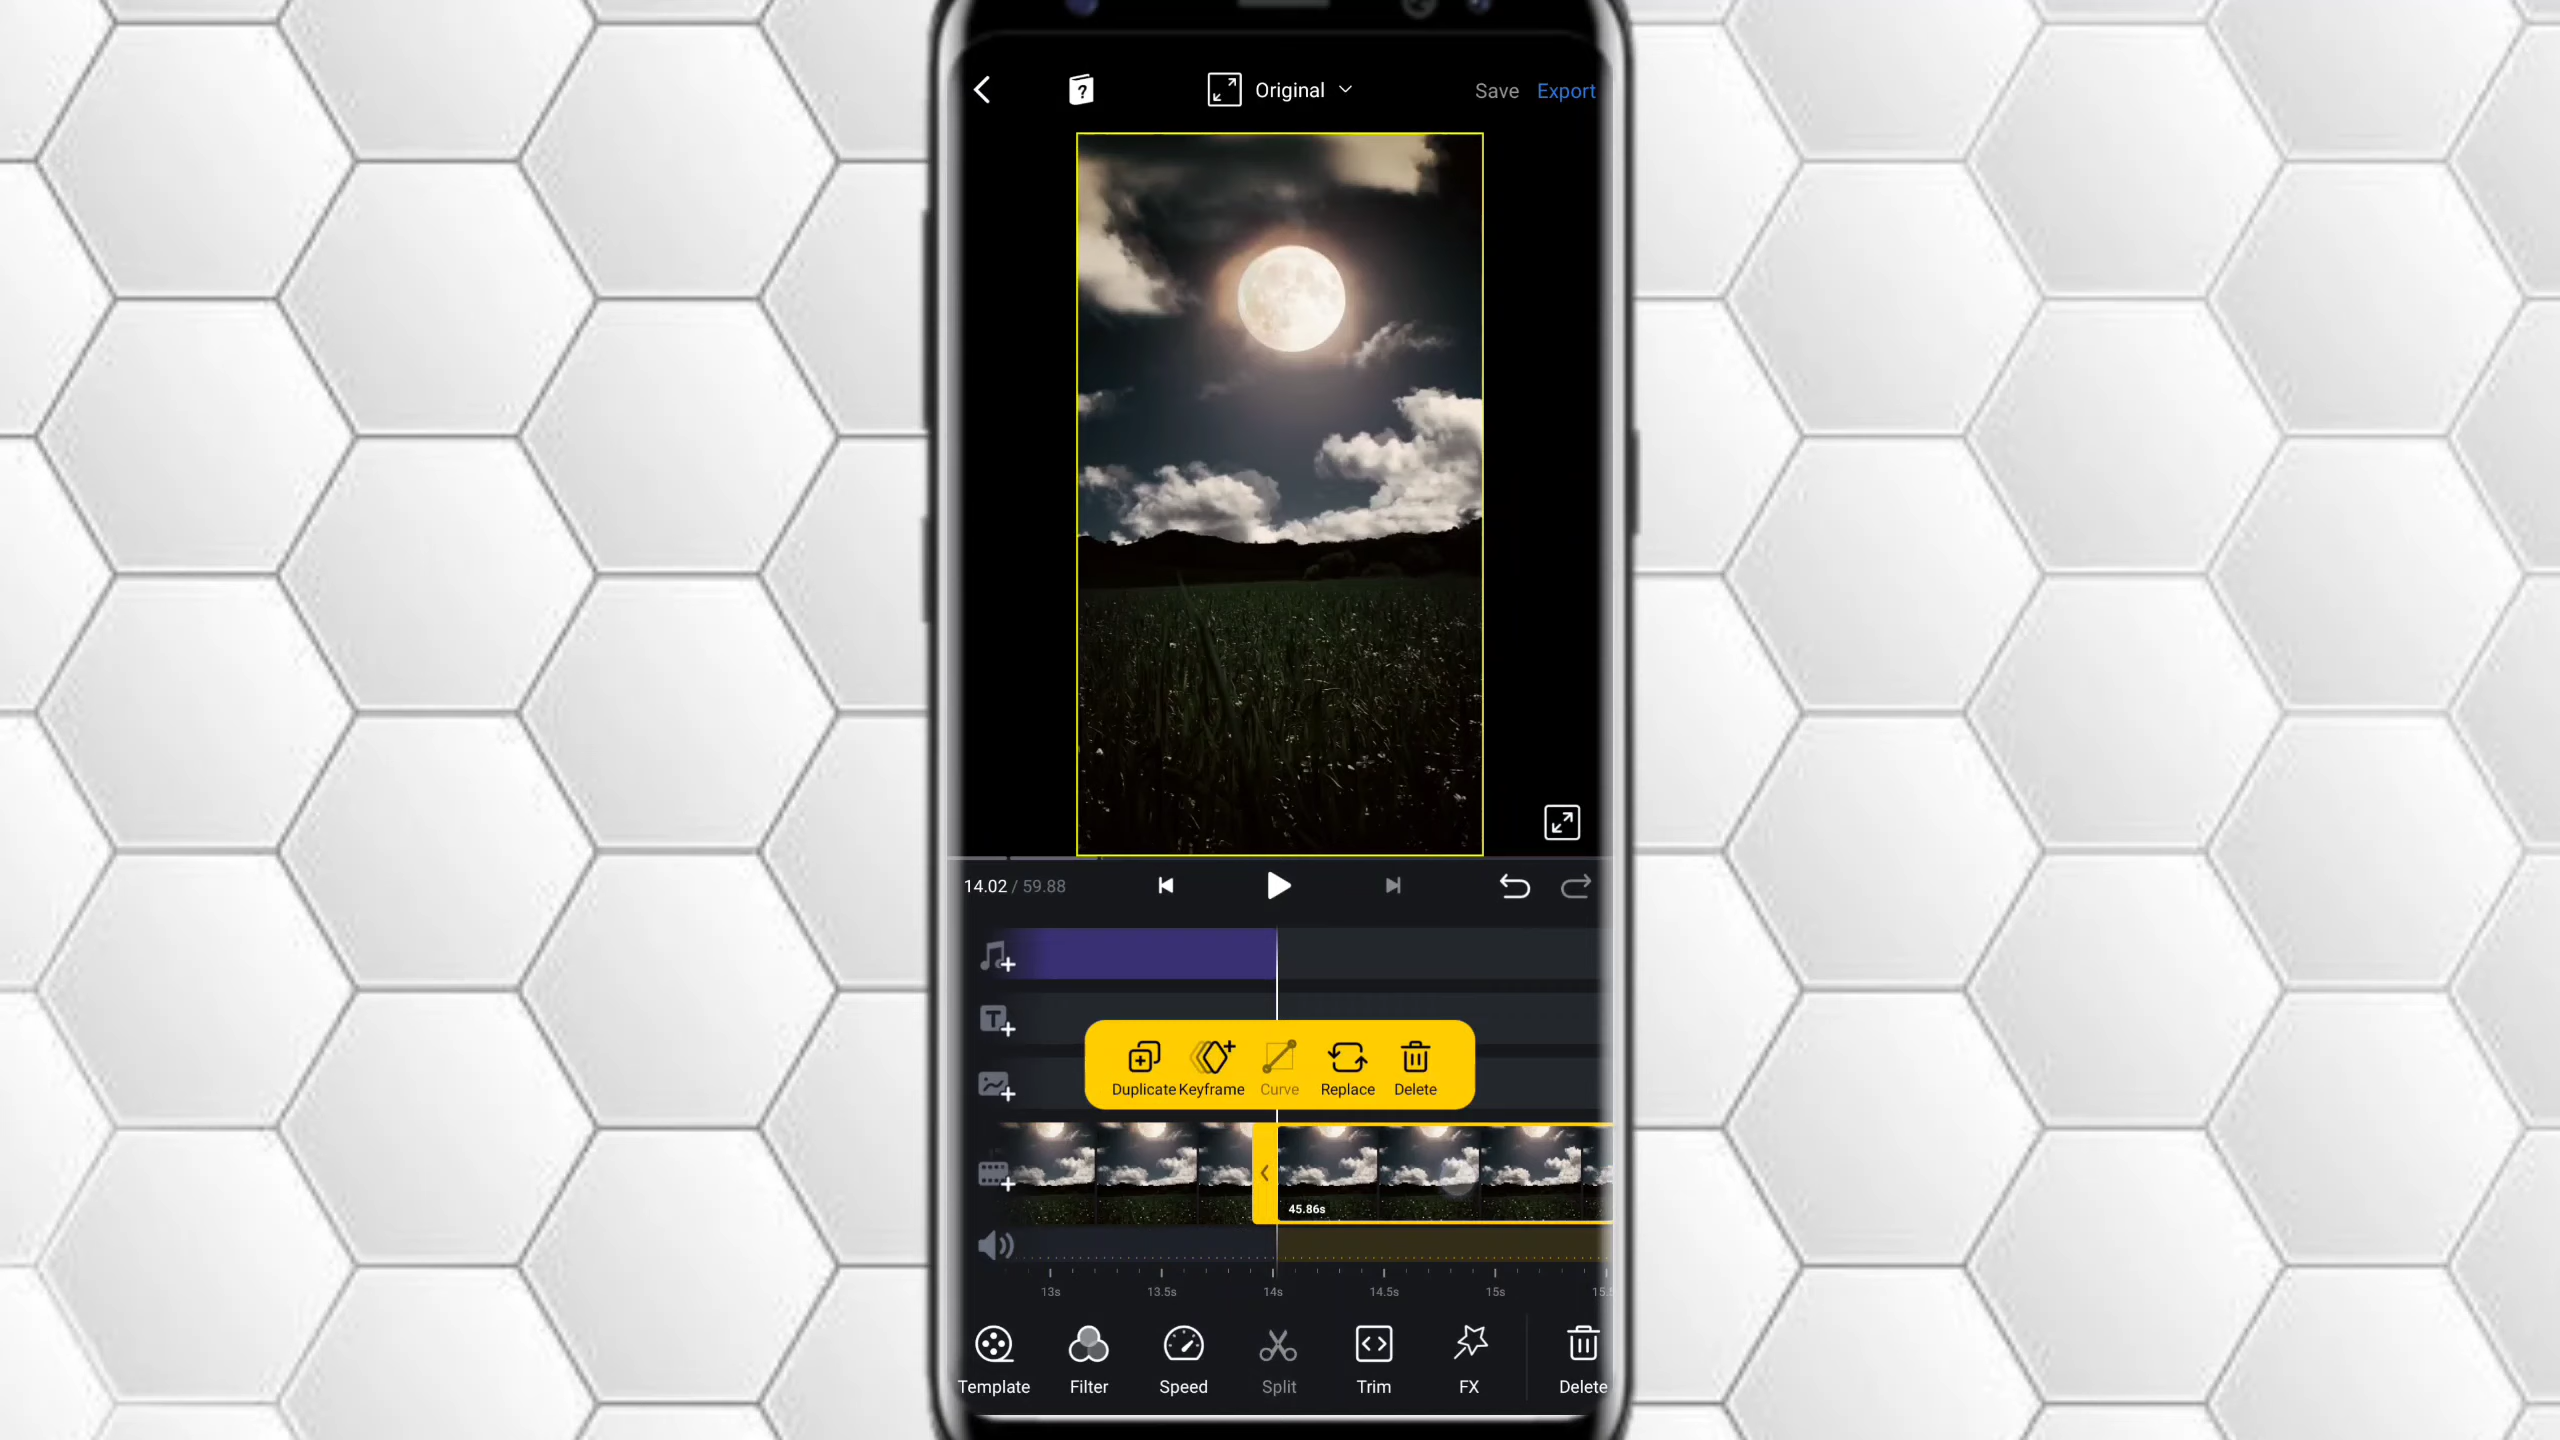 Original
Save Export
14.02 / 59.88
Duplicate Keyframe Curve Replace Delete
45.86s
13s 13.5s 14s 14.5s 15s
Template Filter Speed Split Trim FX Delete